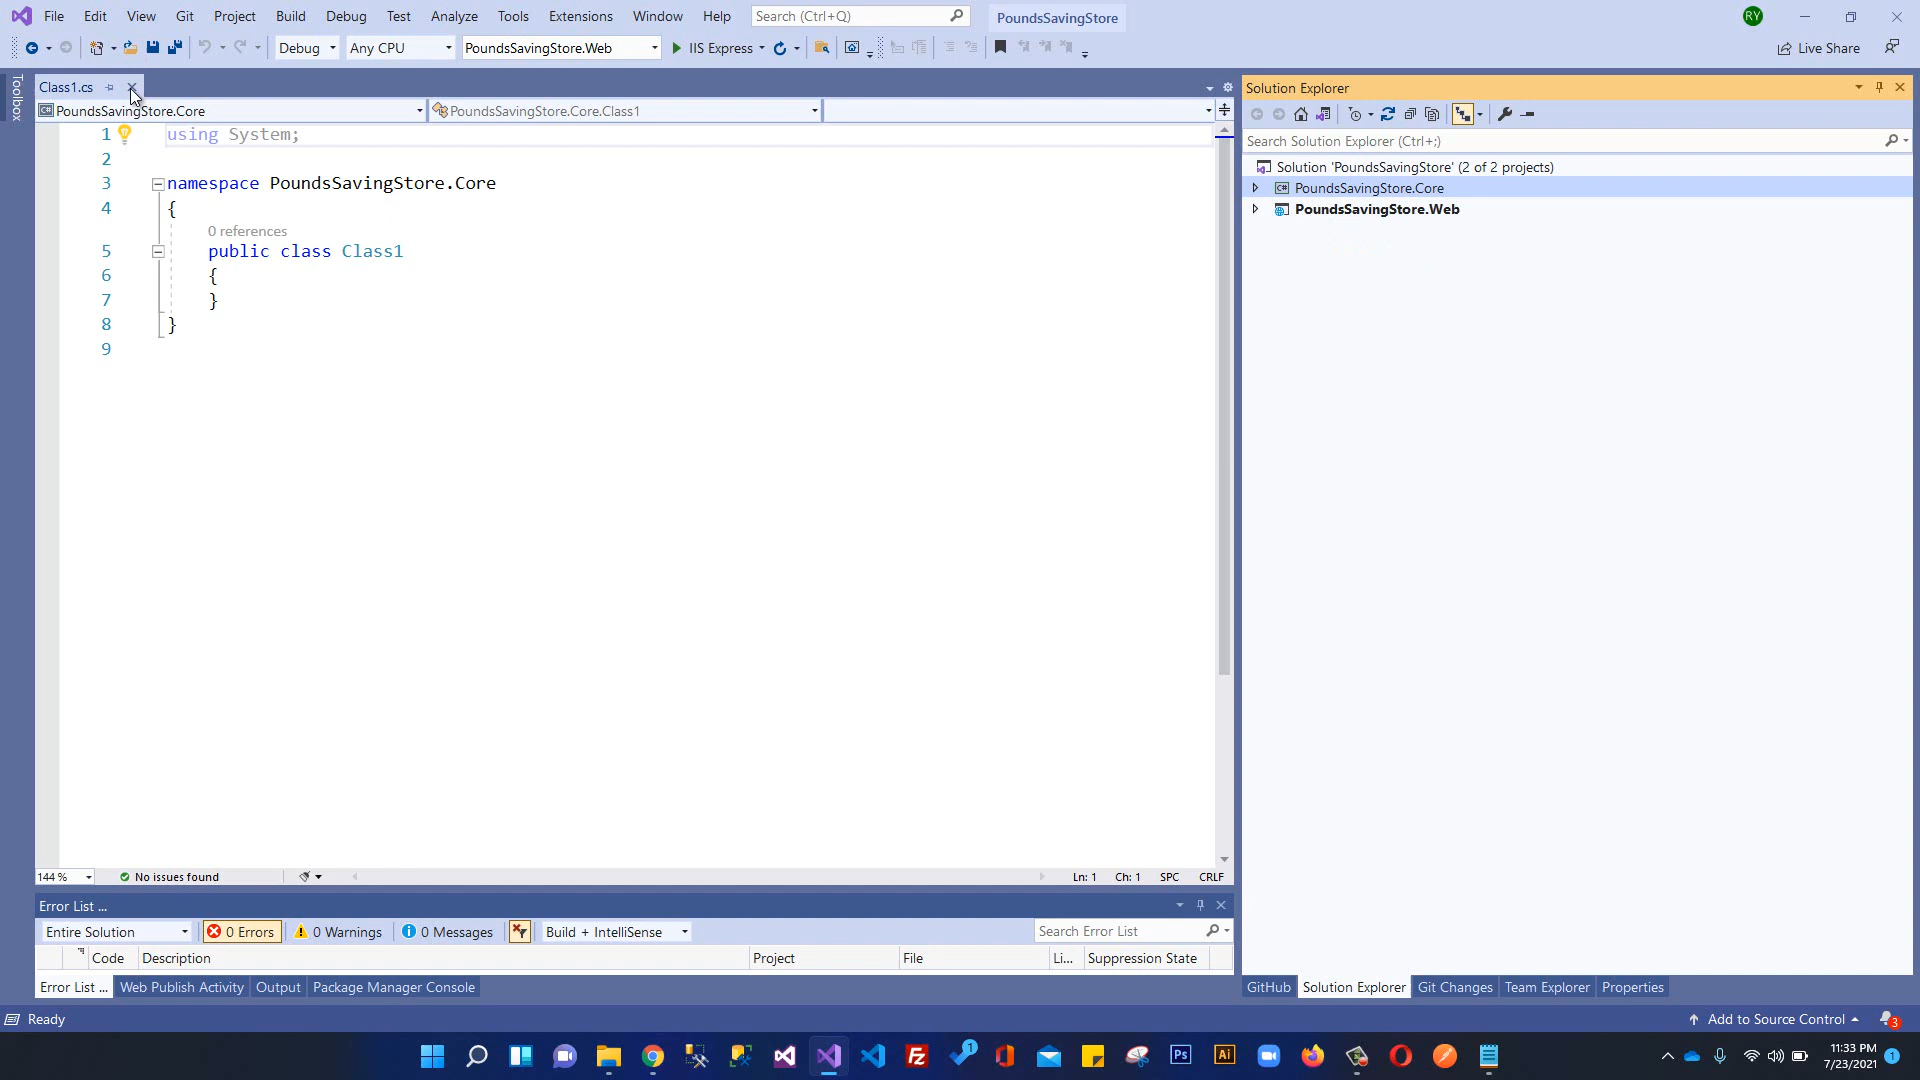 File Edit View Git Project Build Debug Test Analyze Tools Extensions Window Help Search (Ctrl+Q) PoundsSavingStore RY
Debug Any CPU PoundsSavingStore.Web IIS Express Live Share
Toolbox
Class1.cs
PoundsSavingStore.Core PoundsSavingStore.Core.Class1
1 using System;
2
3 namespace PoundsSavingStore.Core
4 {
0 references
5 public class Class1
6 {
7 }
8 }
9
144 % No issues found Ln: 1 Ch: 1 SPC CRLF
Solution Explorer
Search Solution Explorer (Ctrl+;)
Solution 'PoundsSavingStore' (2 of 2 projects)
PoundsSavingStore.Core
PoundsSavingStore.Web
Error List ...
Entire Solution 0 Errors 0 Warnings 0 Messages Build + IntelliSense Search Error List
Code Description Project File Li... Suppression State
Error List ... Web Publish Activity Output Package Manager Console
GitHub Solution Explorer Git Changes Team Explorer Properties
Ready Add to Source Control 3
1 Ps Ai 11:33 PM 1
7/23/2021